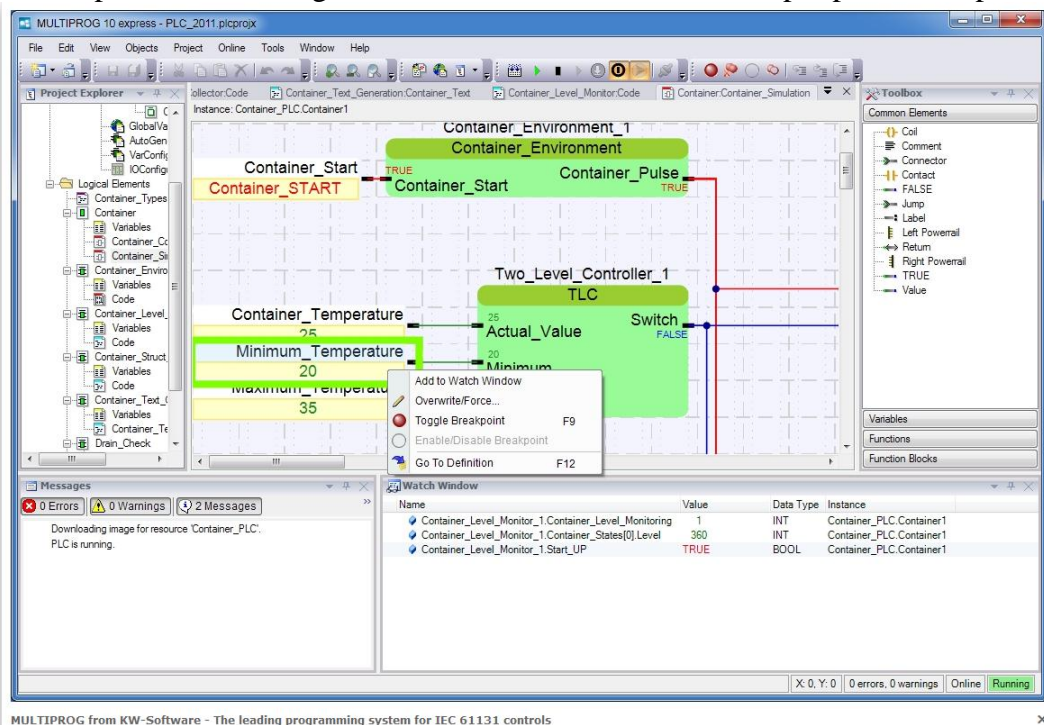 MULTIPROG 10 express - PLC_2011.plcprojx
File Edit View Objects Project Online Tools Window Help
Project Explorer
ollector:Code Container_Text_Generation:Container_Text Container_Level_Monitor:Code Container:Container_Simulation
Toolbox
Instance: Container_PLC.Container1
Common Elements
GlobalVa
AutoGen
VarConfig
IOConfigu
Logical Elements
Container_Types
Container
Variables
Container_Co
Container_Si
Container_Enviro
Variables
Code
Container_Level_
Variables
Code
Container_Struct
Variables
Code
Container_Text_G
Variables
Container_Te
Drain_Check
Container_Environment_1
Container_Environment
Container_Start
TRUE
Container_Pulse
Container_START
Container_Start
TRUE
Two_Level_Controller_1
TLC
Container_Temperature
25
Switch
25
Actual_Value
FALSE
Minimum_Temperature
20
20
Minimum
Maximum_Temperatu
35
Add to Watch Window
Overwrite/Force...
Toggle Breakpoint F9
Enable/Disable Breakpoint
Go To Definition F12
Coil
Comment
Connector
Contact
FALSE
Jump
Label
Left Powerrail
Return
Right Powerrail
TRUE
Value
Variables
Functions
Function Blocks
Messages
0 Errors 0 Warnings 2 Messages
Downloading image for resource 'Container_PLC'.
PLC is running.
Watch Window
Name Value Data Type Instance
Container_Level_Monitor_1.Container_Level_Monitoring 1 INT Container_PLC.Container1
Container_Level_Monitor_1.Container_States[0].Level 360 INT Container_PLC.Container1
Container_Level_Monitor_1.Start_UP TRUE BOOL Container_PLC.Container1
X: 0, Y: 0 0 errors, 0 warnings Online Running
MULTIPROG from KW-Software - The leading programming system for IEC 61131 controls